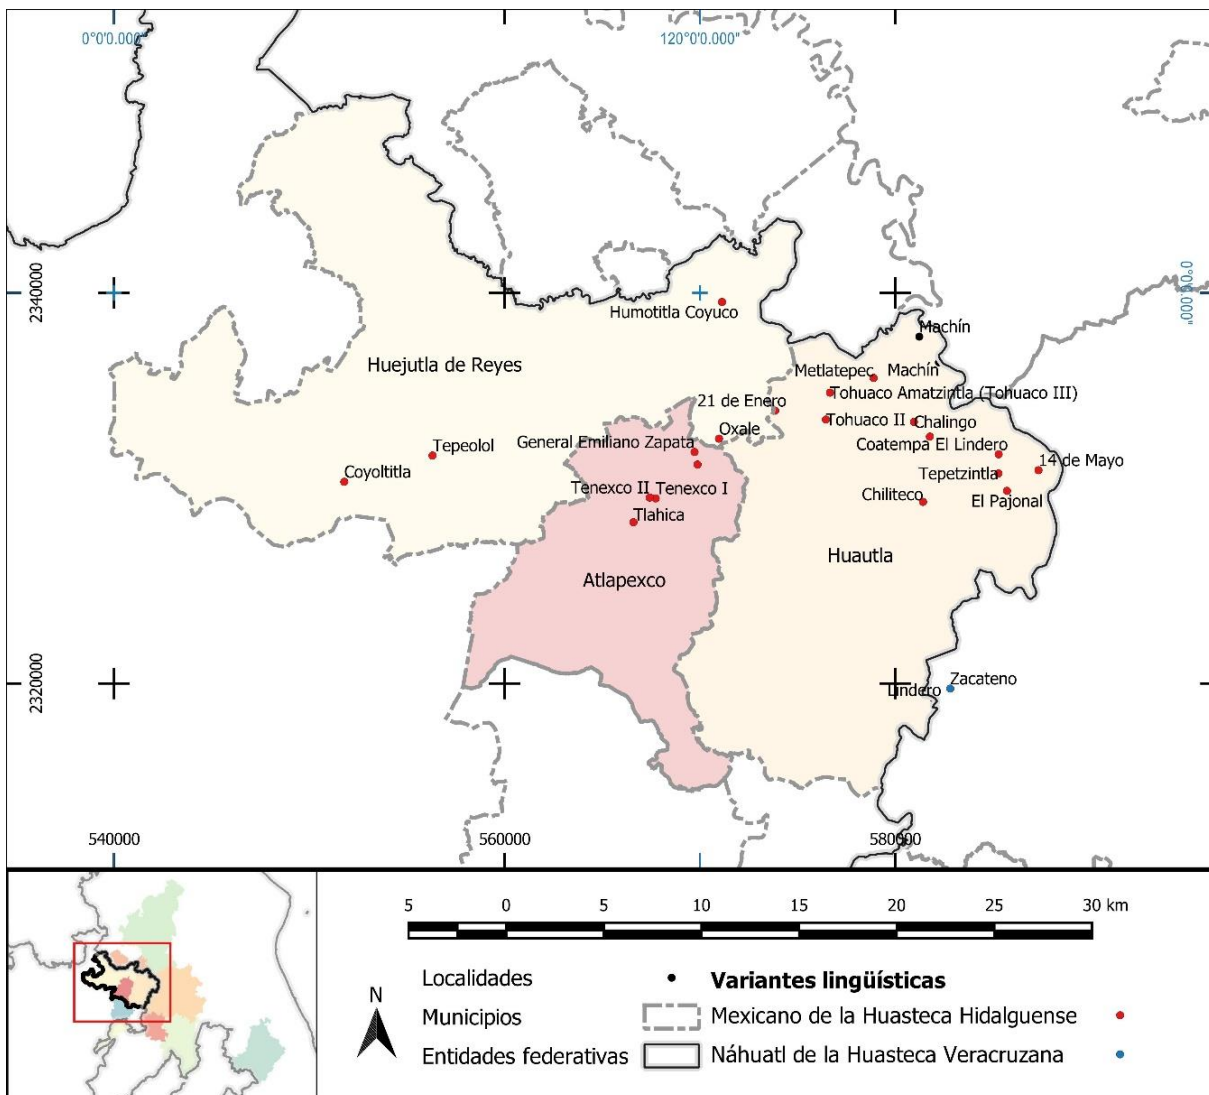 0°0'0.000"
120°0'0.000"
2340000
0°0'0.000"
Humotitla Coyuco
Machín
Huejutla de Reyes
Metlatepec
Machín
Tohuaco Amatzintla (Tohuaco III)
21 de Enero
Tohuaco II
Chalingo
Oxale
General Emiliano Zapata
Coatempa
El Lindero
Tepeolol
14 de Mayo
Coyoltitla
Tepetzintla
Tenexco II
Tenexco I
Chiliteco
El Pajonal
Tlahica
Huautla
Atlapexco
2320000
Zacateno
Lindero
540000
560000
580000
5 0 5 10 15 20 25 30 km
N
Localidades
Municipios
Entidades federativas
Variantes lingüísticas
Mexicano de la Huasteca Hidalguense
Náhuatl de la Huasteca Veracruzana